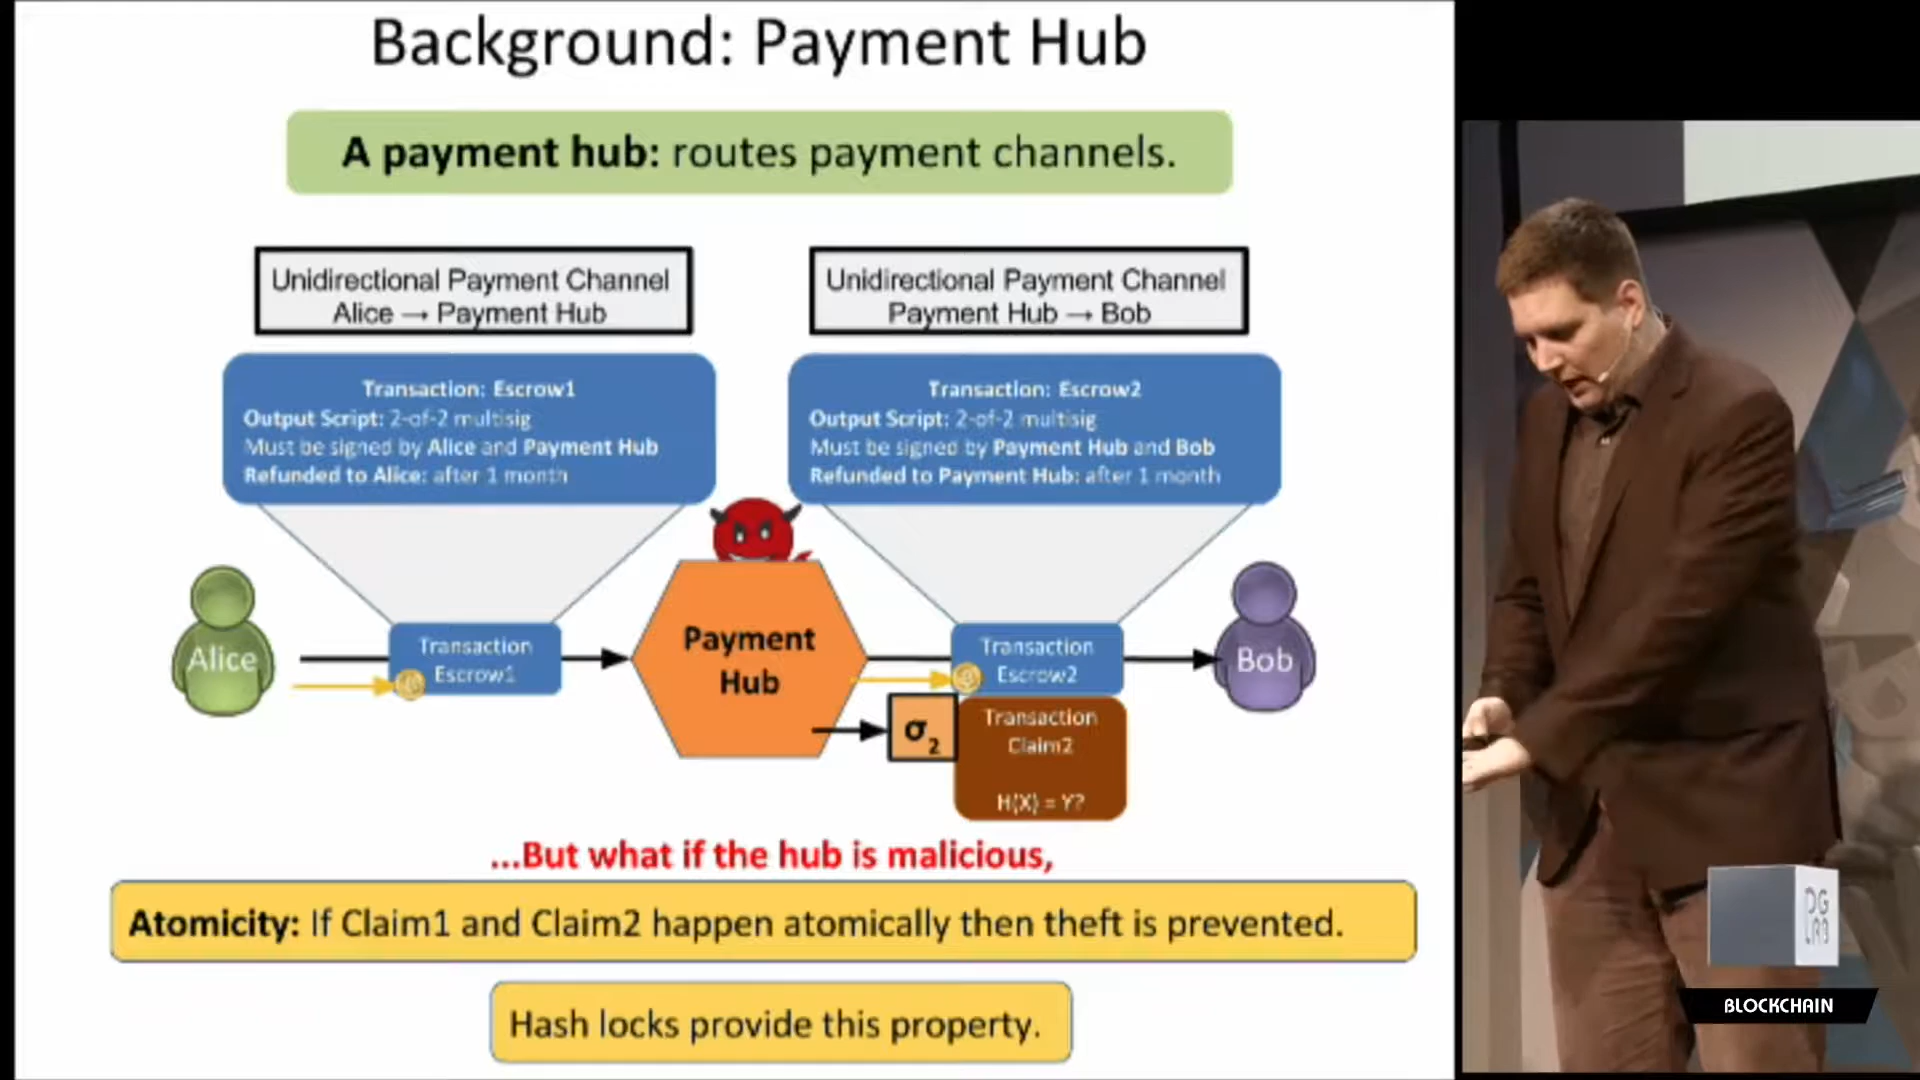 Background: Payment Hub
A payment hub: routes payment channels.
Unidirectional Payment Channel
Alice → Payment Hub
Unidirectional Payment Channel
Payment Hub → Bob
Transaction: Escrow1
Output Script: 2-of-2 multisig
Must be signed by Alice and Payment Hub
Refunded to Alice: after 1 month
Transaction: Escrow2
Output Script: 2-of-2 multisig
Must be signed by Payment Hub and Bob
Refunded to Payment Hub: after 1 month
Alice
Transaction
Escrow1
Payment
Hub
Transaction
Escrow2
Bob
σ2
Transaction
Claim2
H(X) = Y?
...But what if the hub is malicious,
Atomicity: If Claim1 and Claim2 happen atomically then theft is prevented.
Hash locks provide this property.
DG
LAB
BLOCKCHAIN